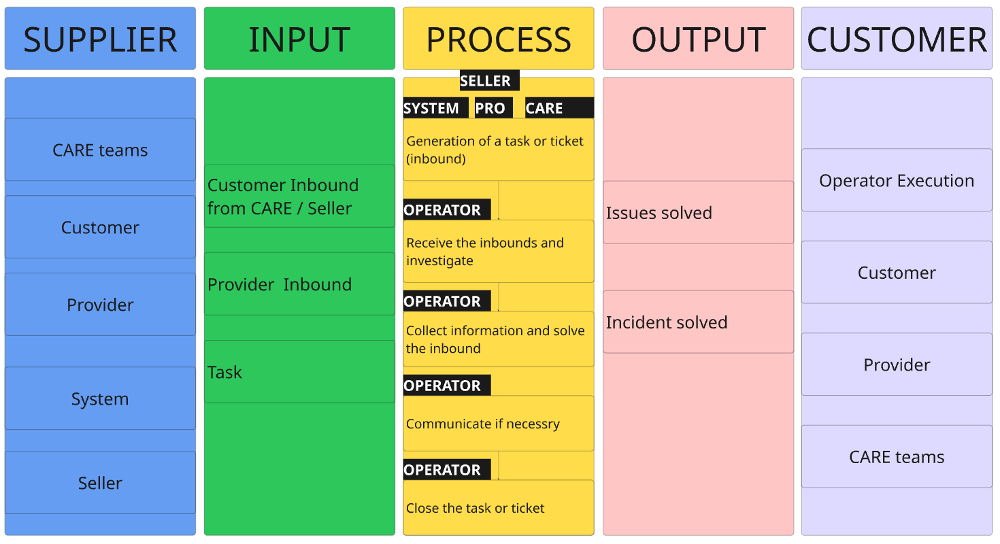 SUPPLIER
INPUT
PROCESS
OUTPUT
CUSTOMER
CARE teams
Customer
Provider
System
Seller
Customer Inbound
from CARE / Seller
Provider  Inbound
Task
SELLER
SYSTEM
PRO
CARE
Generation of a task or ticket
(inbound)
OPERATOR
Receive the inbounds and
investigate
OPERATOR
Collect information and solve
the inbound
OPERATOR
Communicate if necessry
OPERATOR
Close the task or ticket
Issues solved
Incident solved
Operator Execution
Customer
Provider
CARE teams